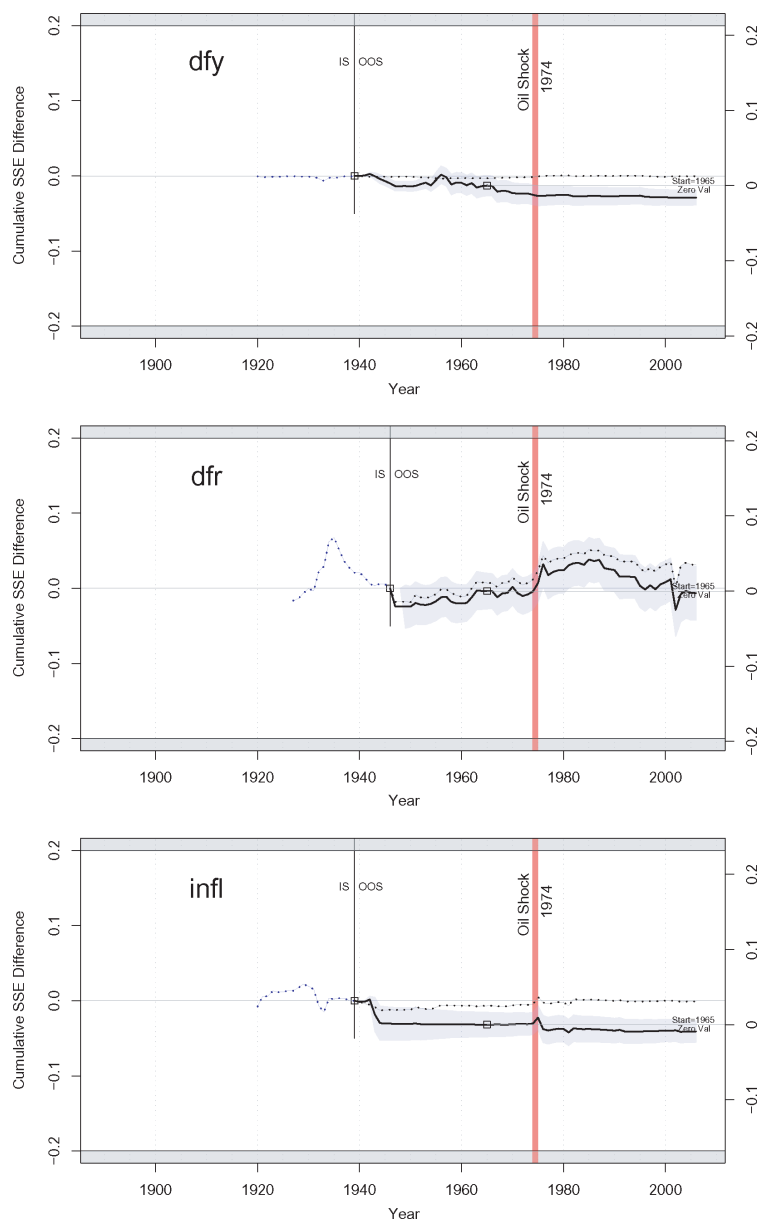 dfy
IS OOS
Oil Shock
1974
Start=1965
Zero Val
Cumulative SSE Difference
0.2
0.1
0.0
−0.1
−0.2
0.2
0.1
0
−0.1
−0.2
1900 1920 1940 1960 1980 2000
Year
dfr
IS OOS
Oil Shock
1974
Start=1965
Zero Val
Cumulative SSE Difference
0.2
0.1
0.0
−0.1
−0.2
0.2
0.1
0
−0.1
−0.2
1900 1920 1940 1960 1980 2000
Year
infl
IS OOS
Oil Shock
1974
Start=1965
Zero Val
Cumulative SSE Difference
0.2
0.1
0.0
−0.1
−0.2
0.2
0.1
0
−0.1
1900 1920 1940 1960 1980 2000
Year